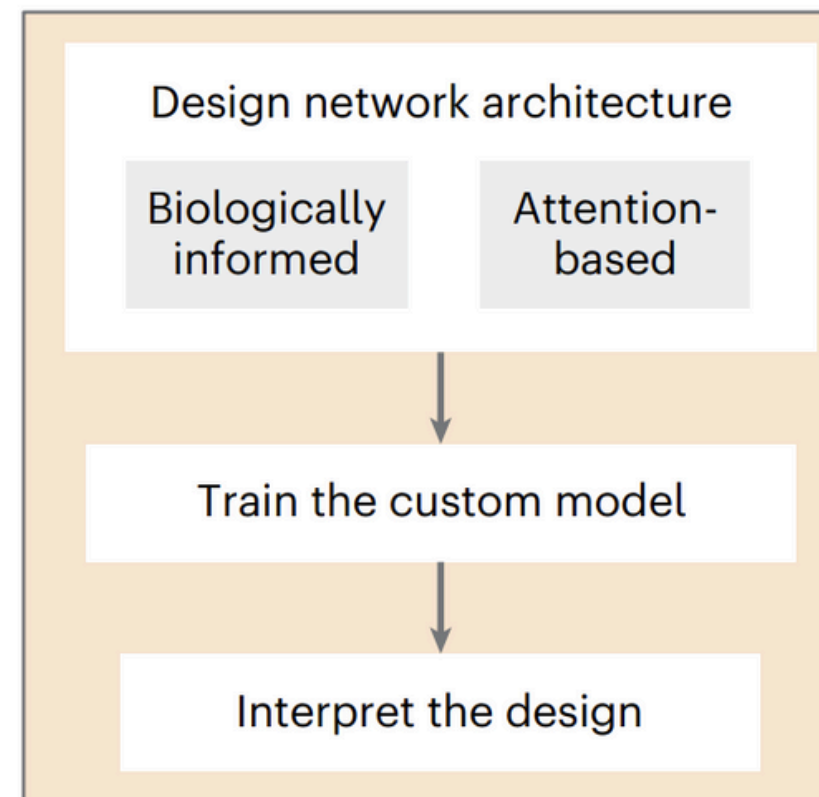 Design network architecture
Biologically
informed
Attention-
based
Train the custom model
Interpret the design